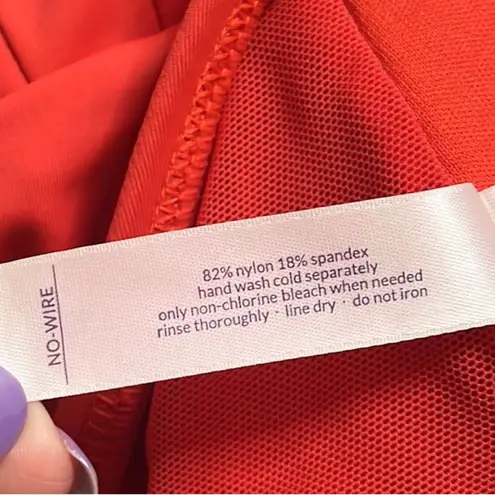 NO-WIRE
82% nylon 18% spandex
hand wash cold separately
only non-chlorine bleach when needed
rinse thoroughly · line dry · do not iron